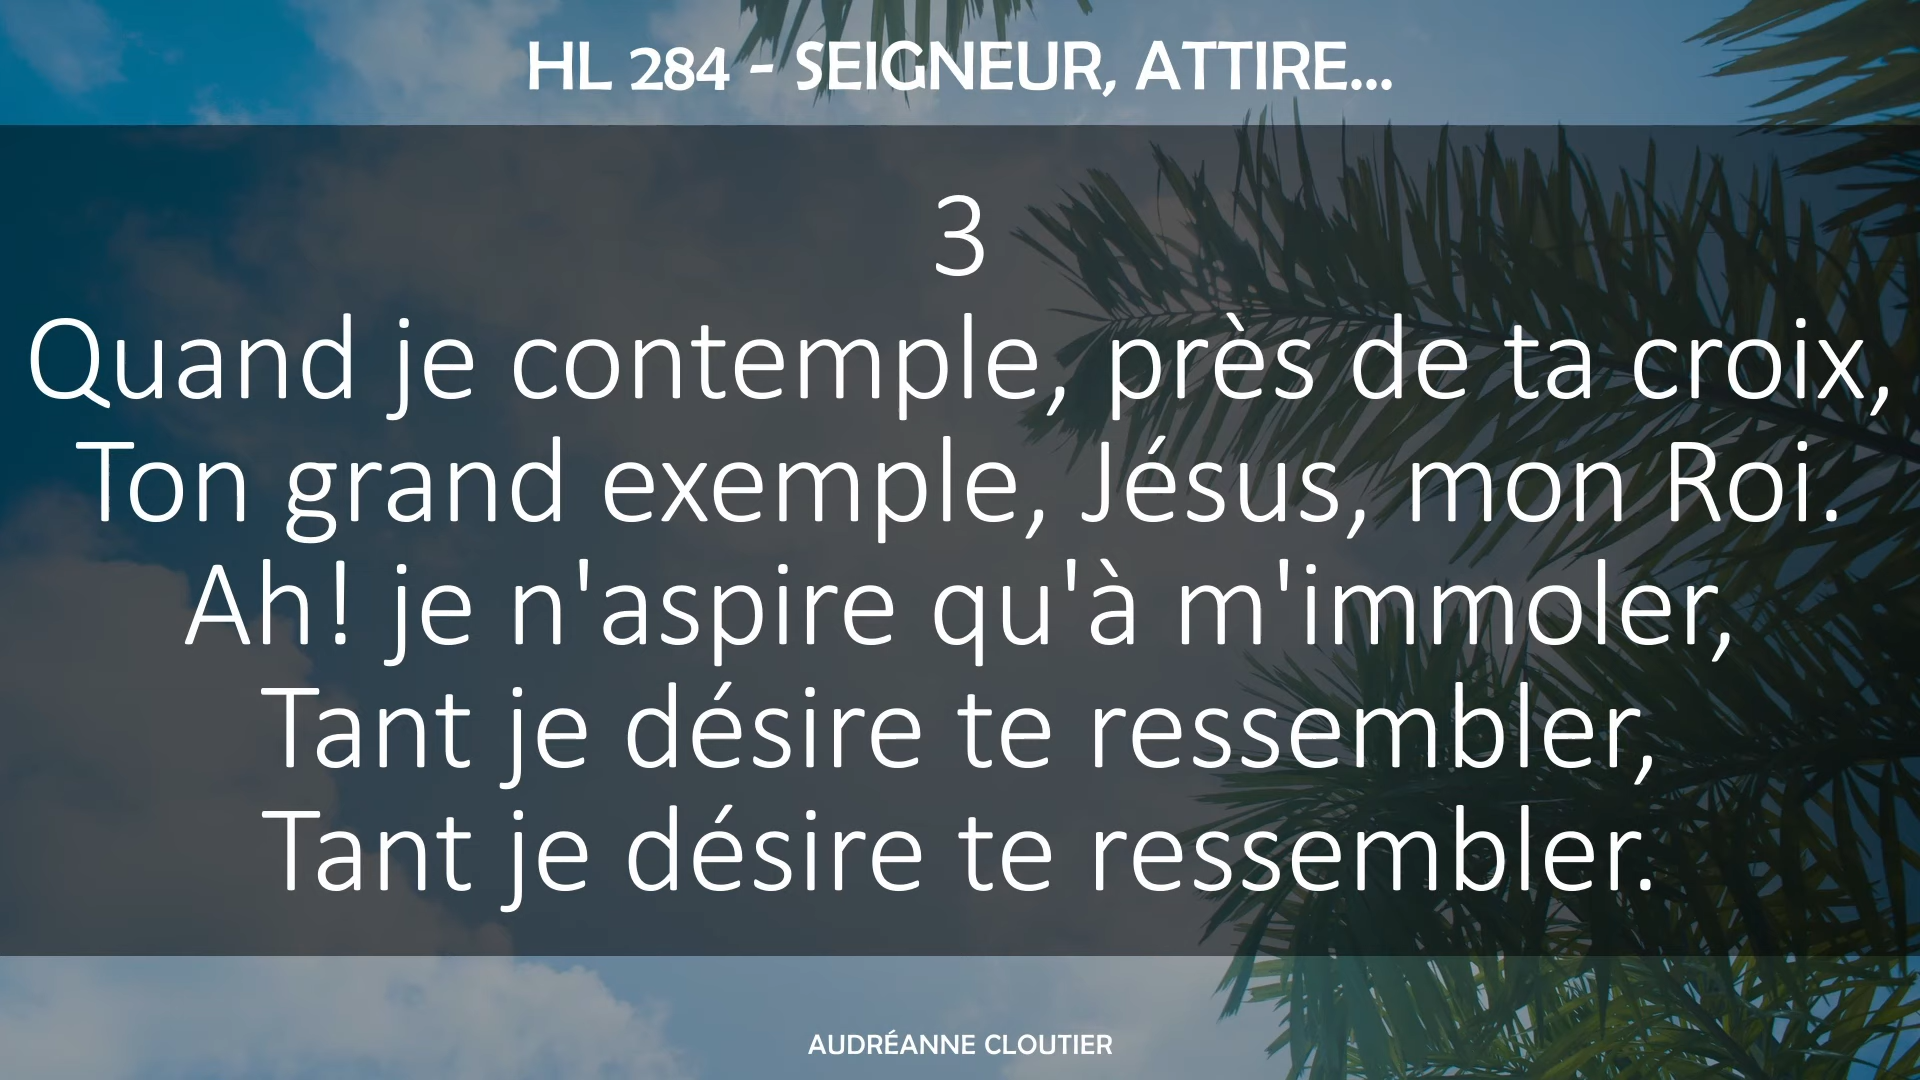 HL 284 - SEIGNEUR, ATTIRE...
3
Quand je contemple, près de ta croix,
Ton grand exemple, Jésus, mon Roi.
Ah! je n'aspire qu'à m'immoler,
Tant je désire te ressembler,
Tant je désire te ressembler.
AUDRÉANNE CLOUTIER